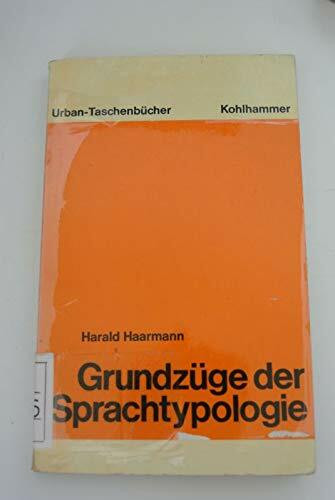 Urban-Taschenbücher Kohlhammer
Harald Haarmann
Grundzüge der
Sprachtypologie